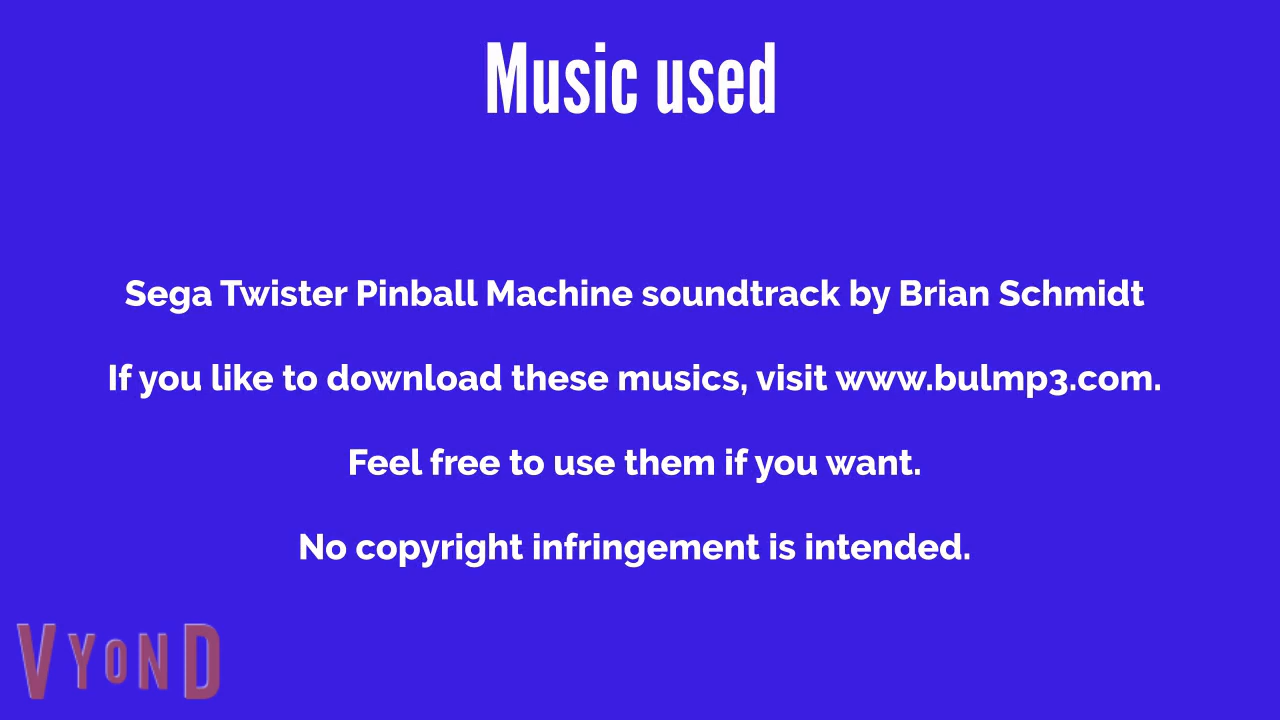 Music used
Sega Twister Pinball Machine soundtrack by Brian Schmidt
If you like to download these musics, visit www.bulmp3.com.
Feel free to use them if you want.
No copyright infringement is intended.
VYOND